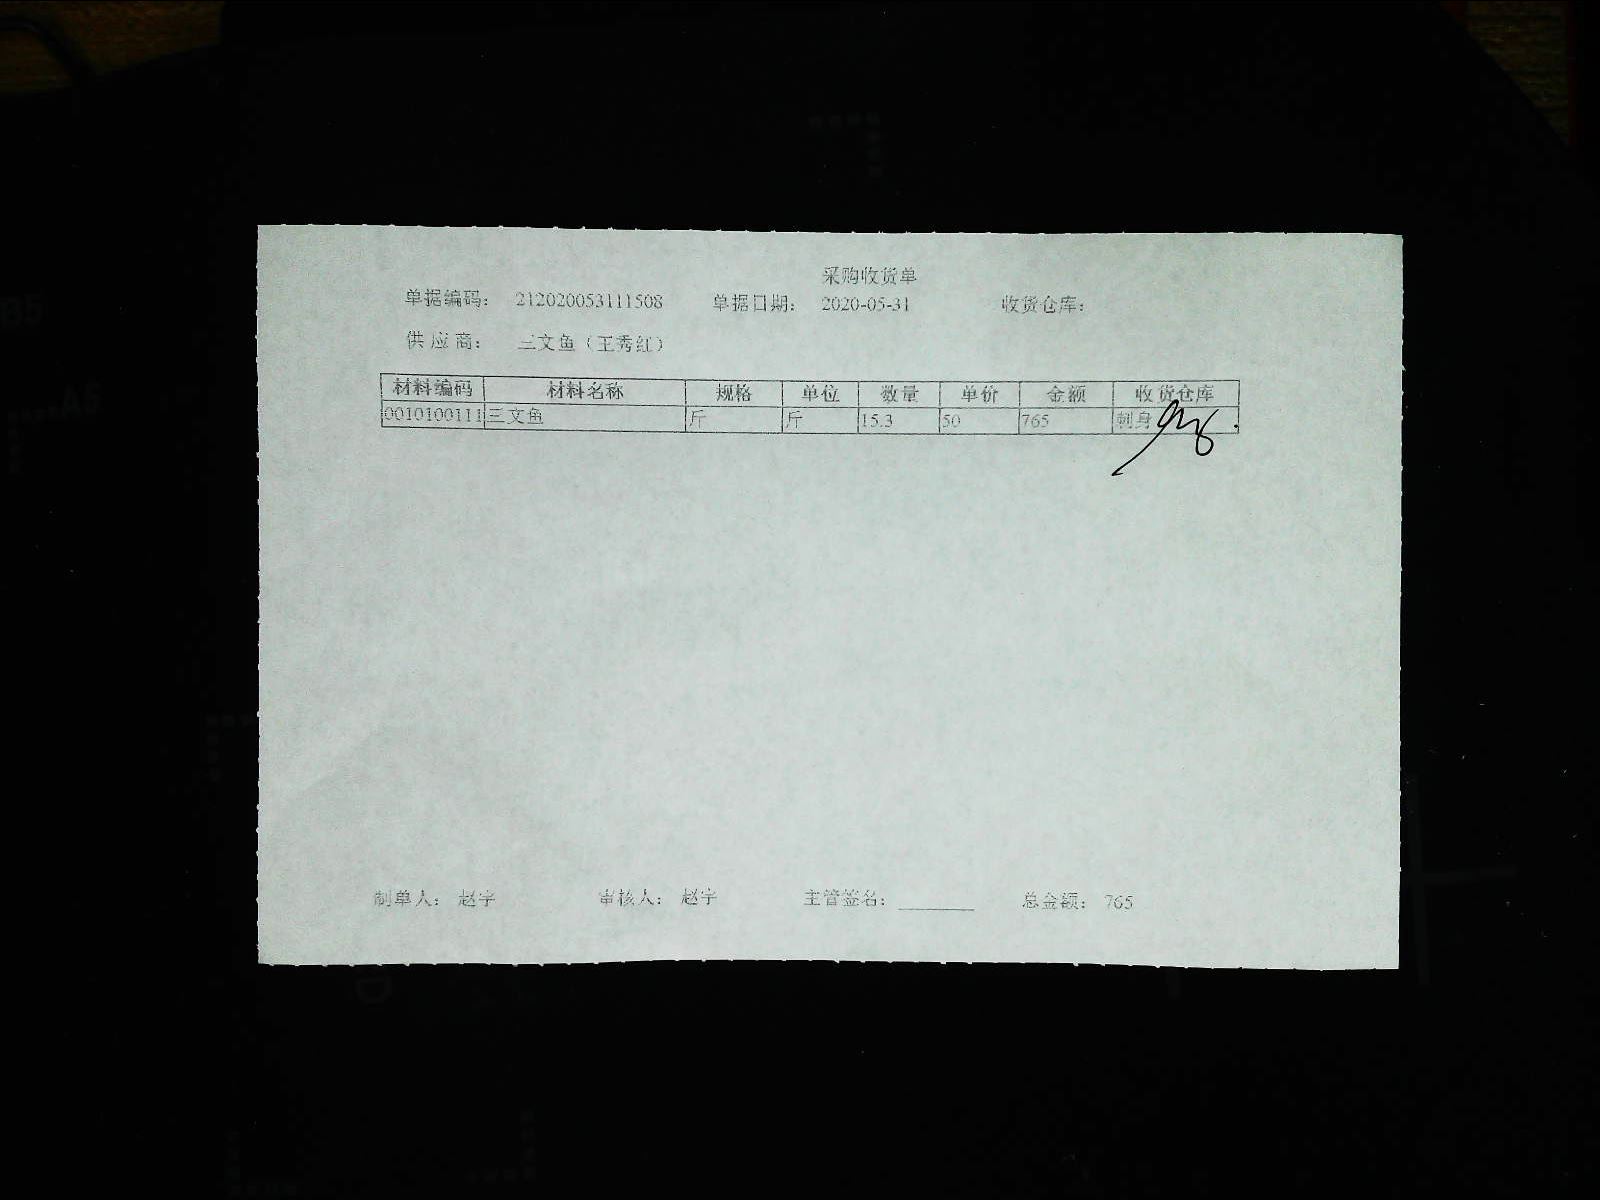 采购收货单
单据编码： 212020053111508 单据日期： 2020-05-31 收货仓库：
供 应 商： 三文鱼（王秀红）
材料编码 材料名称 规格 单位 数量 单价 金额 收货仓库
0010100111 三文鱼 斤 斤 15.3 50 765 刺身
制单人： 赵宇 审核人： 赵宇 主管签名： 总金额： 765